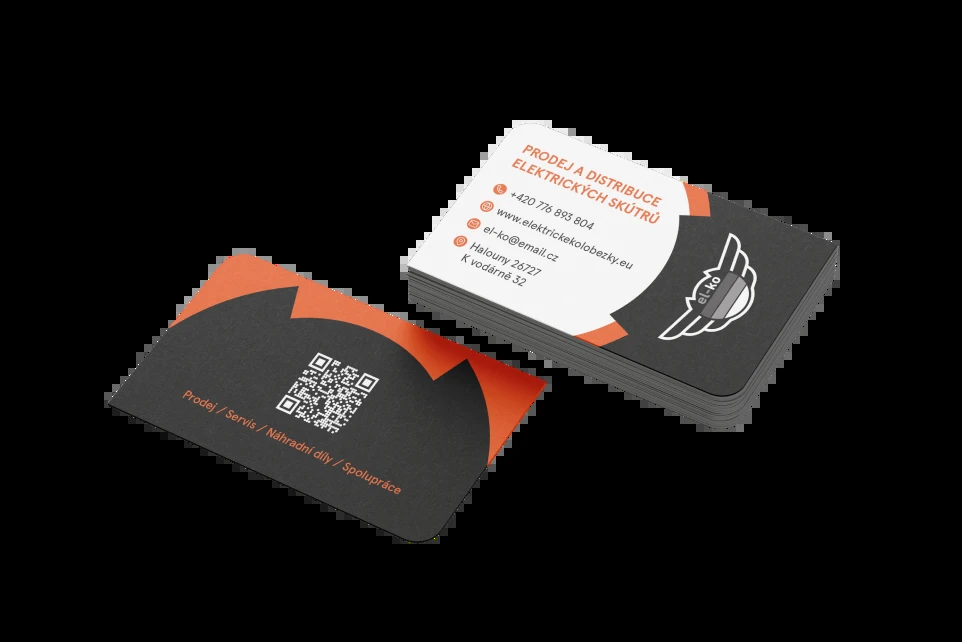 PRODEJ A DISTRIBUCE
ELEKTRICKÝCH SKÚTRŮ
+420 776 893 804
www.elektrickekolobezky.eu
el-ko@email.cz
Halouny 26727
K vodárně 32
el-ko
Prodej / Servis / Náhradní díly / Spolupráce